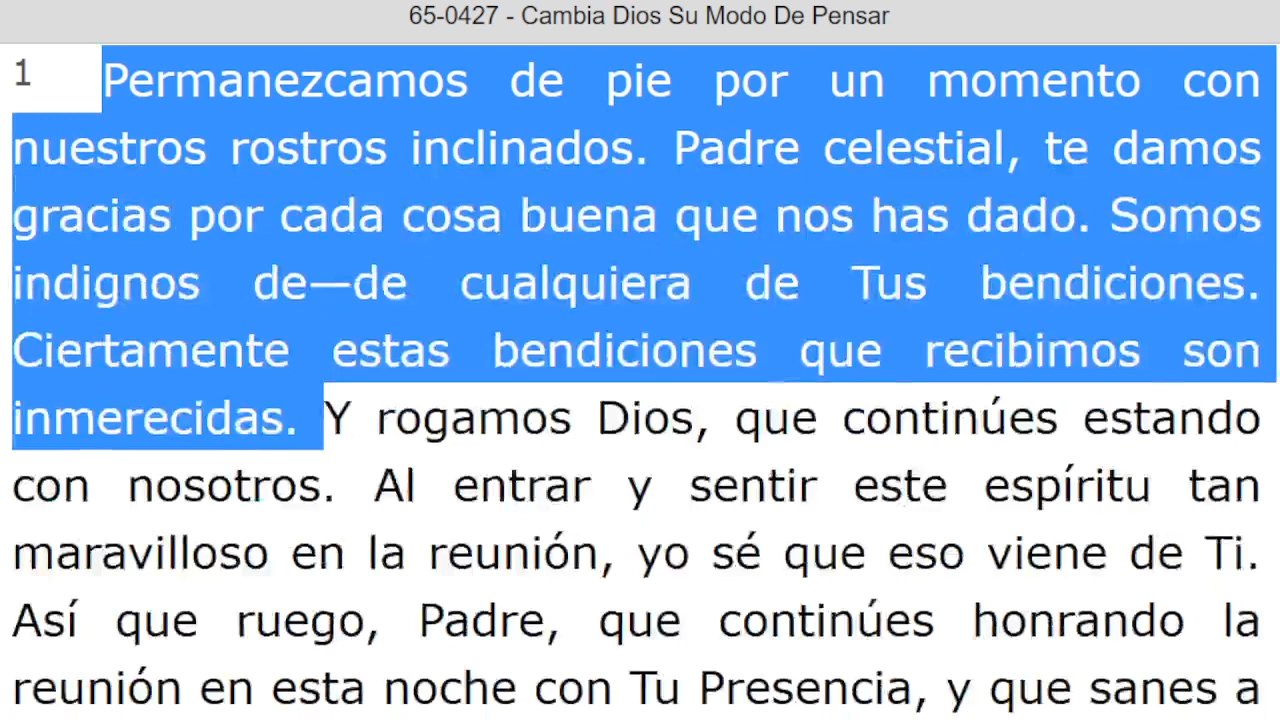 65-0427 - Cambia Dios Su Modo De Pensar
1 Permanezcamos de pie por un momento con
nuestros rostros inclinados. Padre celestial, te damos
gracias por cada cosa buena que nos has dado. Somos
indignos de—de cualquiera de Tus bendiciones.
Ciertamente estas bendiciones que recibimos son
inmerecidas. Y rogamos Dios, que continúes estando
con nosotros. Al entrar y sentir este espíritu tan
maravilloso en la reunión, yo sé que eso viene de Ti.
Así que ruego, Padre, que continúes honrando la
reunión en esta noche con Tu Presencia, y que sanes a